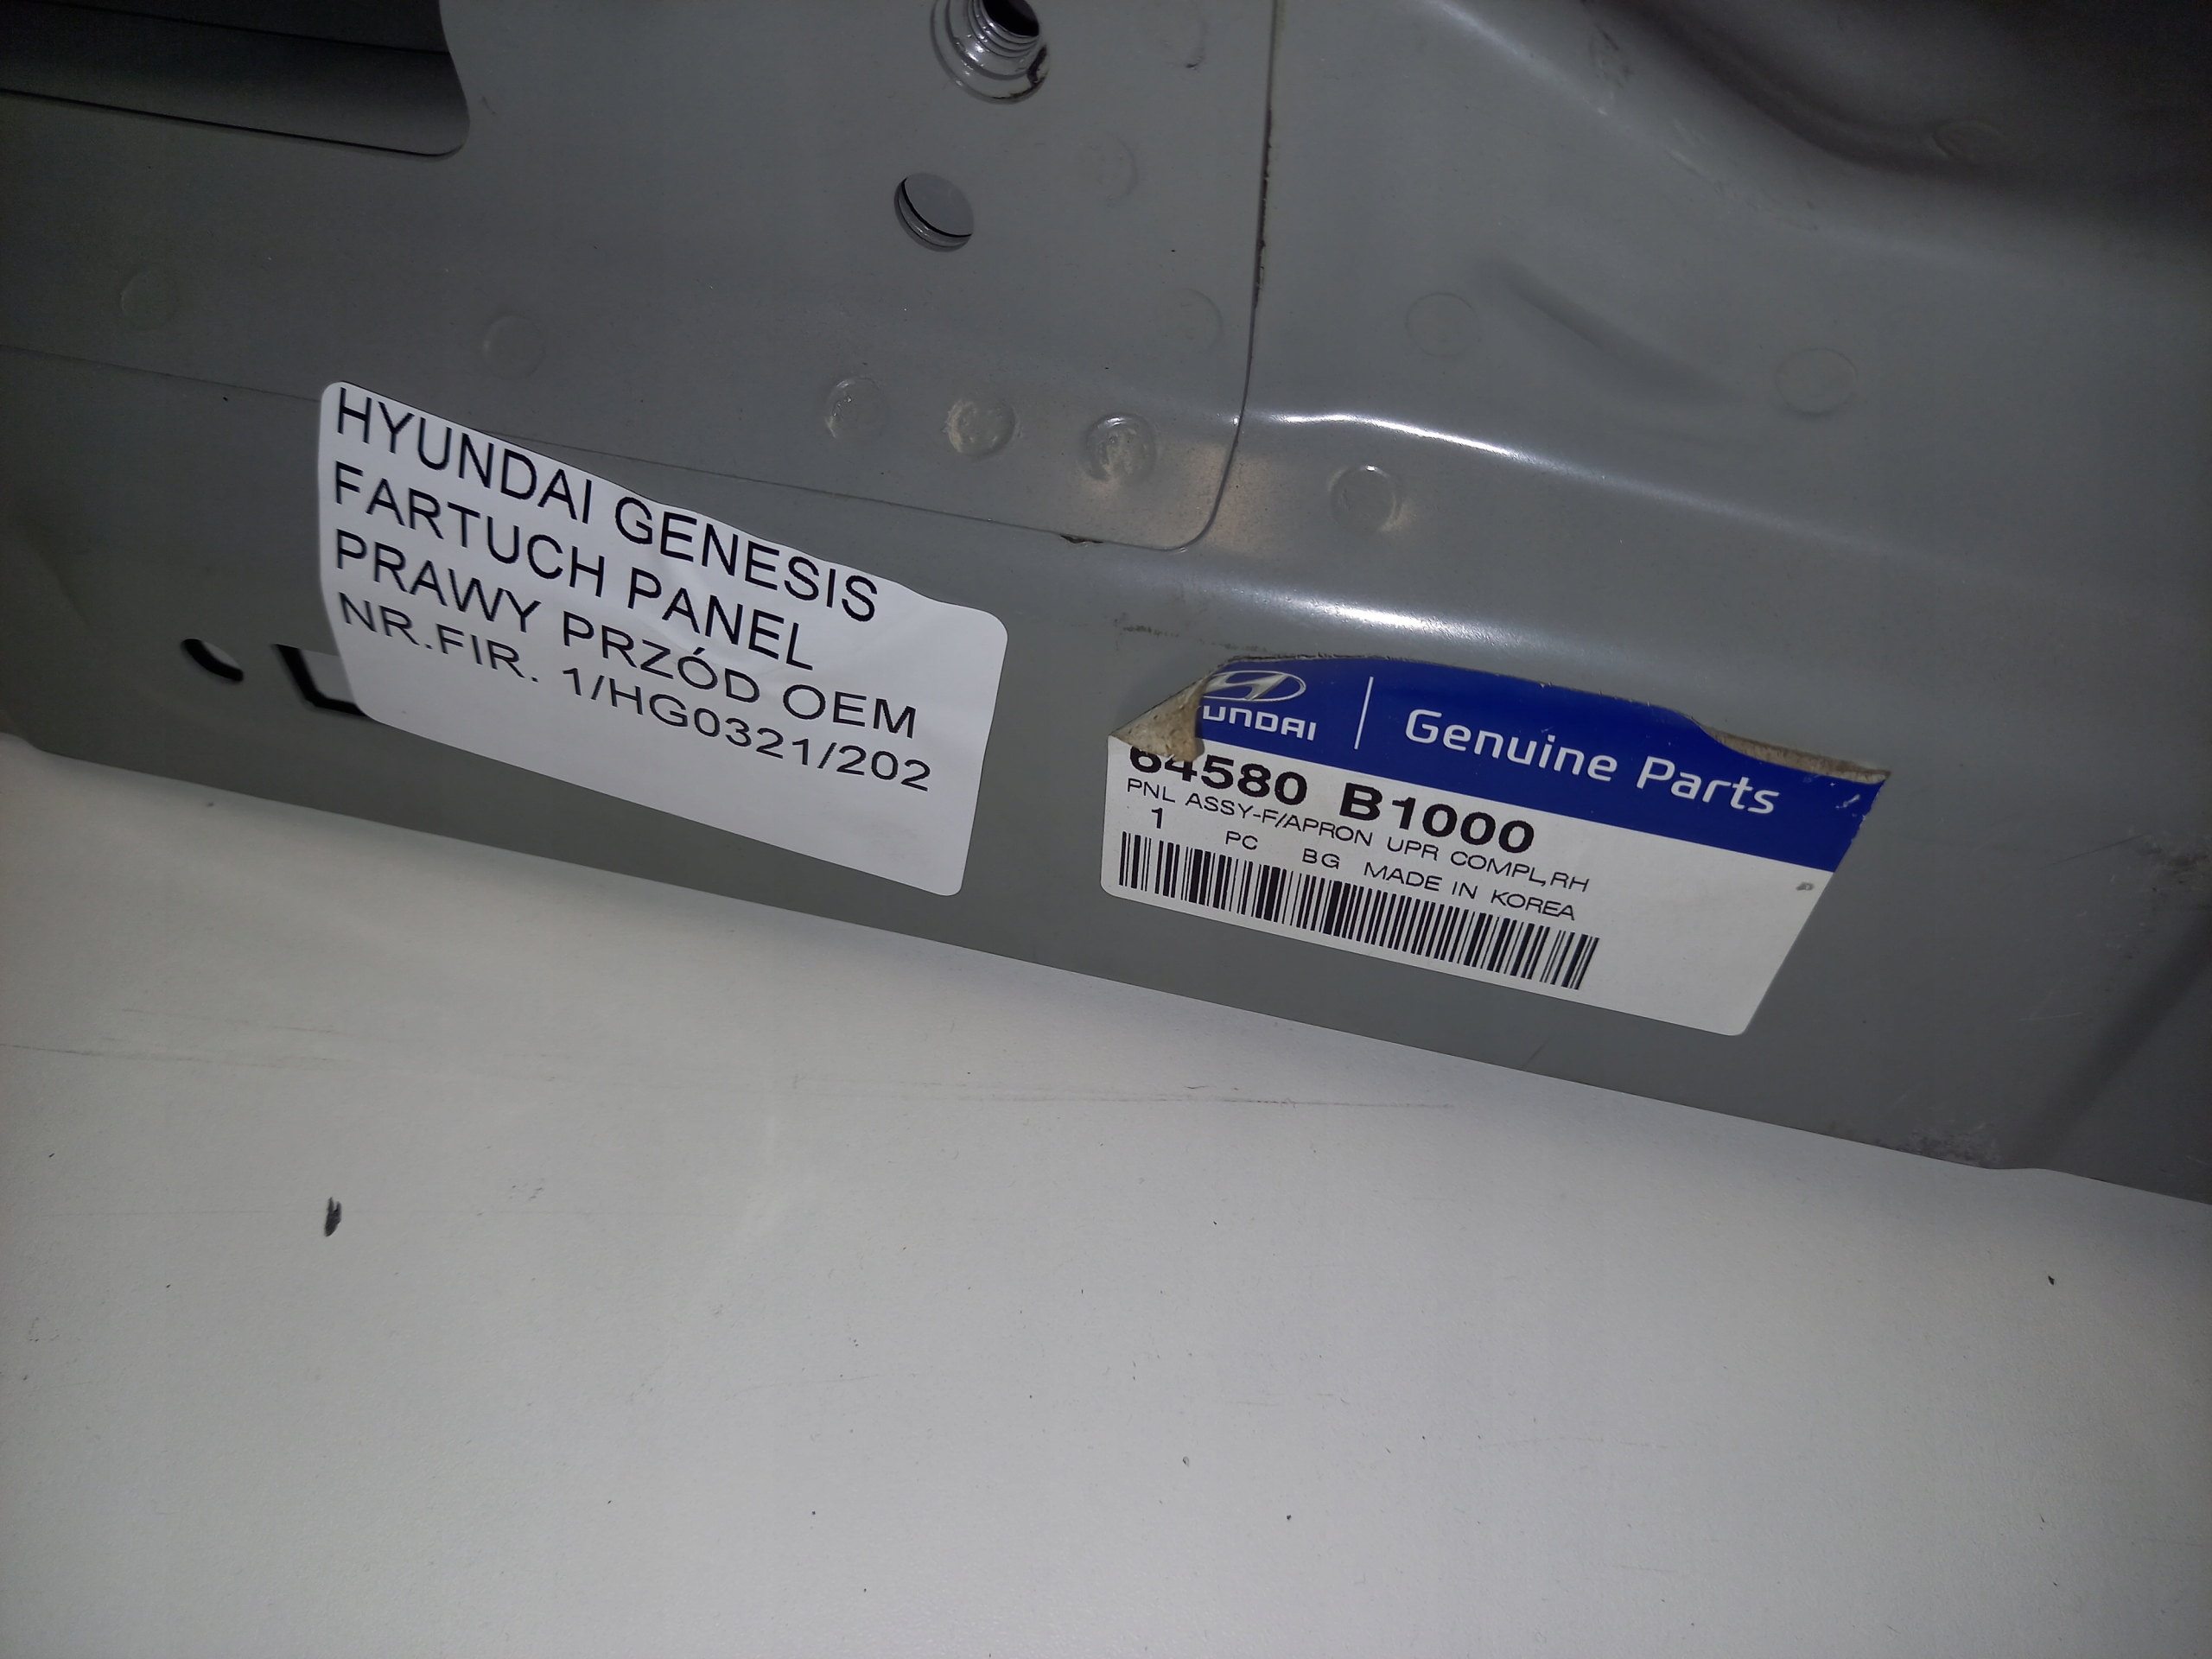 HYUNDAI GENESIS
FARTUCH PANEL
PRAWY PRZÓD OEM
NR.FIR. 1/HG0321/202
UNDAI | Genuine Parts
64580 B1000
PNL ASSY-F/APRON UPR COMPL,RH
1 PC BG MADE IN KOREA